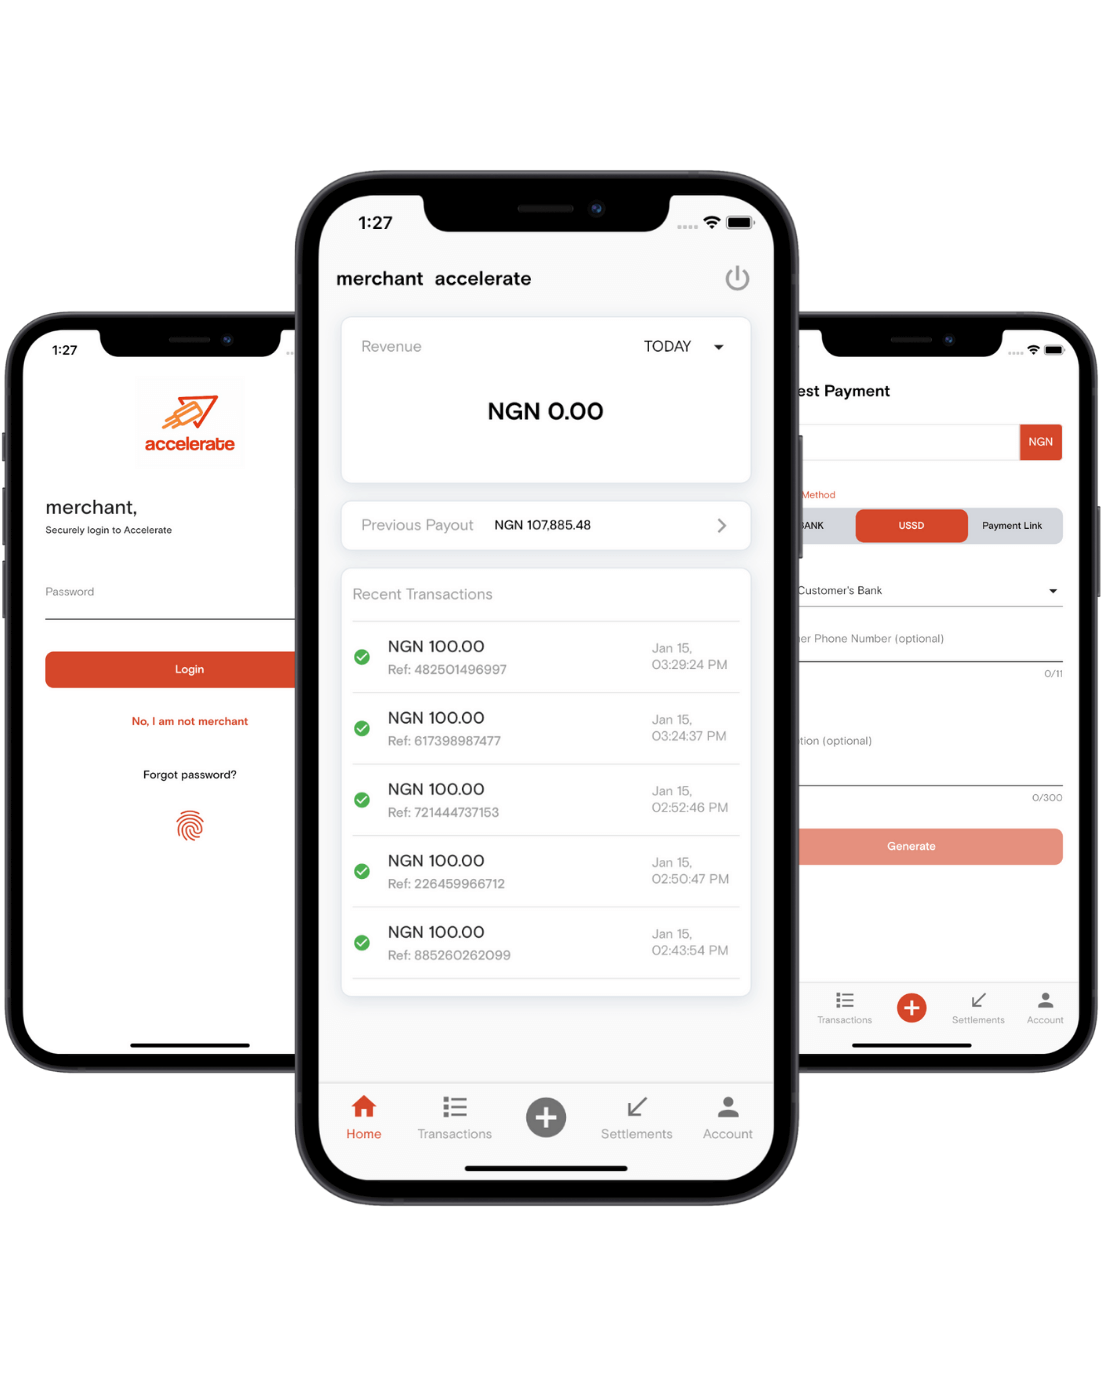 1:27
accelerate
merchant,
Securely login to Accelerate
Password
Login
No, I am not merchant
Forgot password?
1:27
merchant accelerate
Revenue
TODAY
NGN 0.00
Previous Payout NGN 107,885.48
Recent Transactions
NGN 100.00
Ref: 482501496997
Jan 15,
03:29:24 PM
NGN 100.00
Ref: 617398987477
Jan 15,
03:24:37 PM
NGN 100.00
Ref: 721444737153
Jan 15,
02:52:46 PM
NGN 100.00
Ref: 226459966712
Jan 15,
02:50:47 PM
NGN 100.00
Ref: 885260262099
Jan 15,
02:43:54 PM
Home
Transactions
Settlements
Account
Payment
NGN
Method
USSD
Payment Link
Customer's Bank
Phone Number (optional)
0/11
(optional)
0/300
Generate
Transactions
Settlements
Account